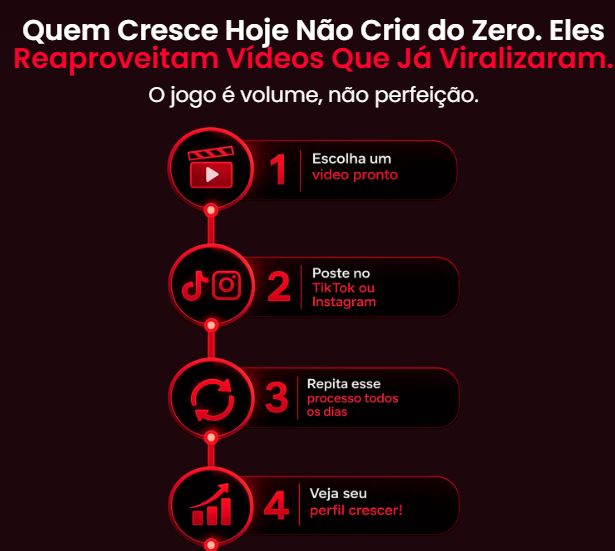 Quem Cresce Hoje Não Cria do Zero. Eles
Reaproveitam Vídeos Que Já Viralizaram.
O jogo é volume, não perfeição.
1
Escolha um
vídeo pronto
2
Poste no
TikTok ou
Instagram
3
Repita esse
processo todos
os dias
4
Veja seu
perfil crescer!